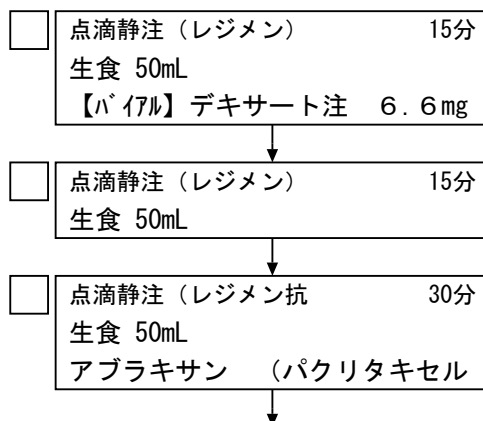 点滴静注（レジメン） 15分
生食 50mL
【ﾊﾞｲｱﾙ】デキサート注　６.６mg
点滴静注（レジメン） 15分
生食 50mL
点滴静注（レジメン抗 30分
生食 50mL
アブラキサン　（パクリタキセル